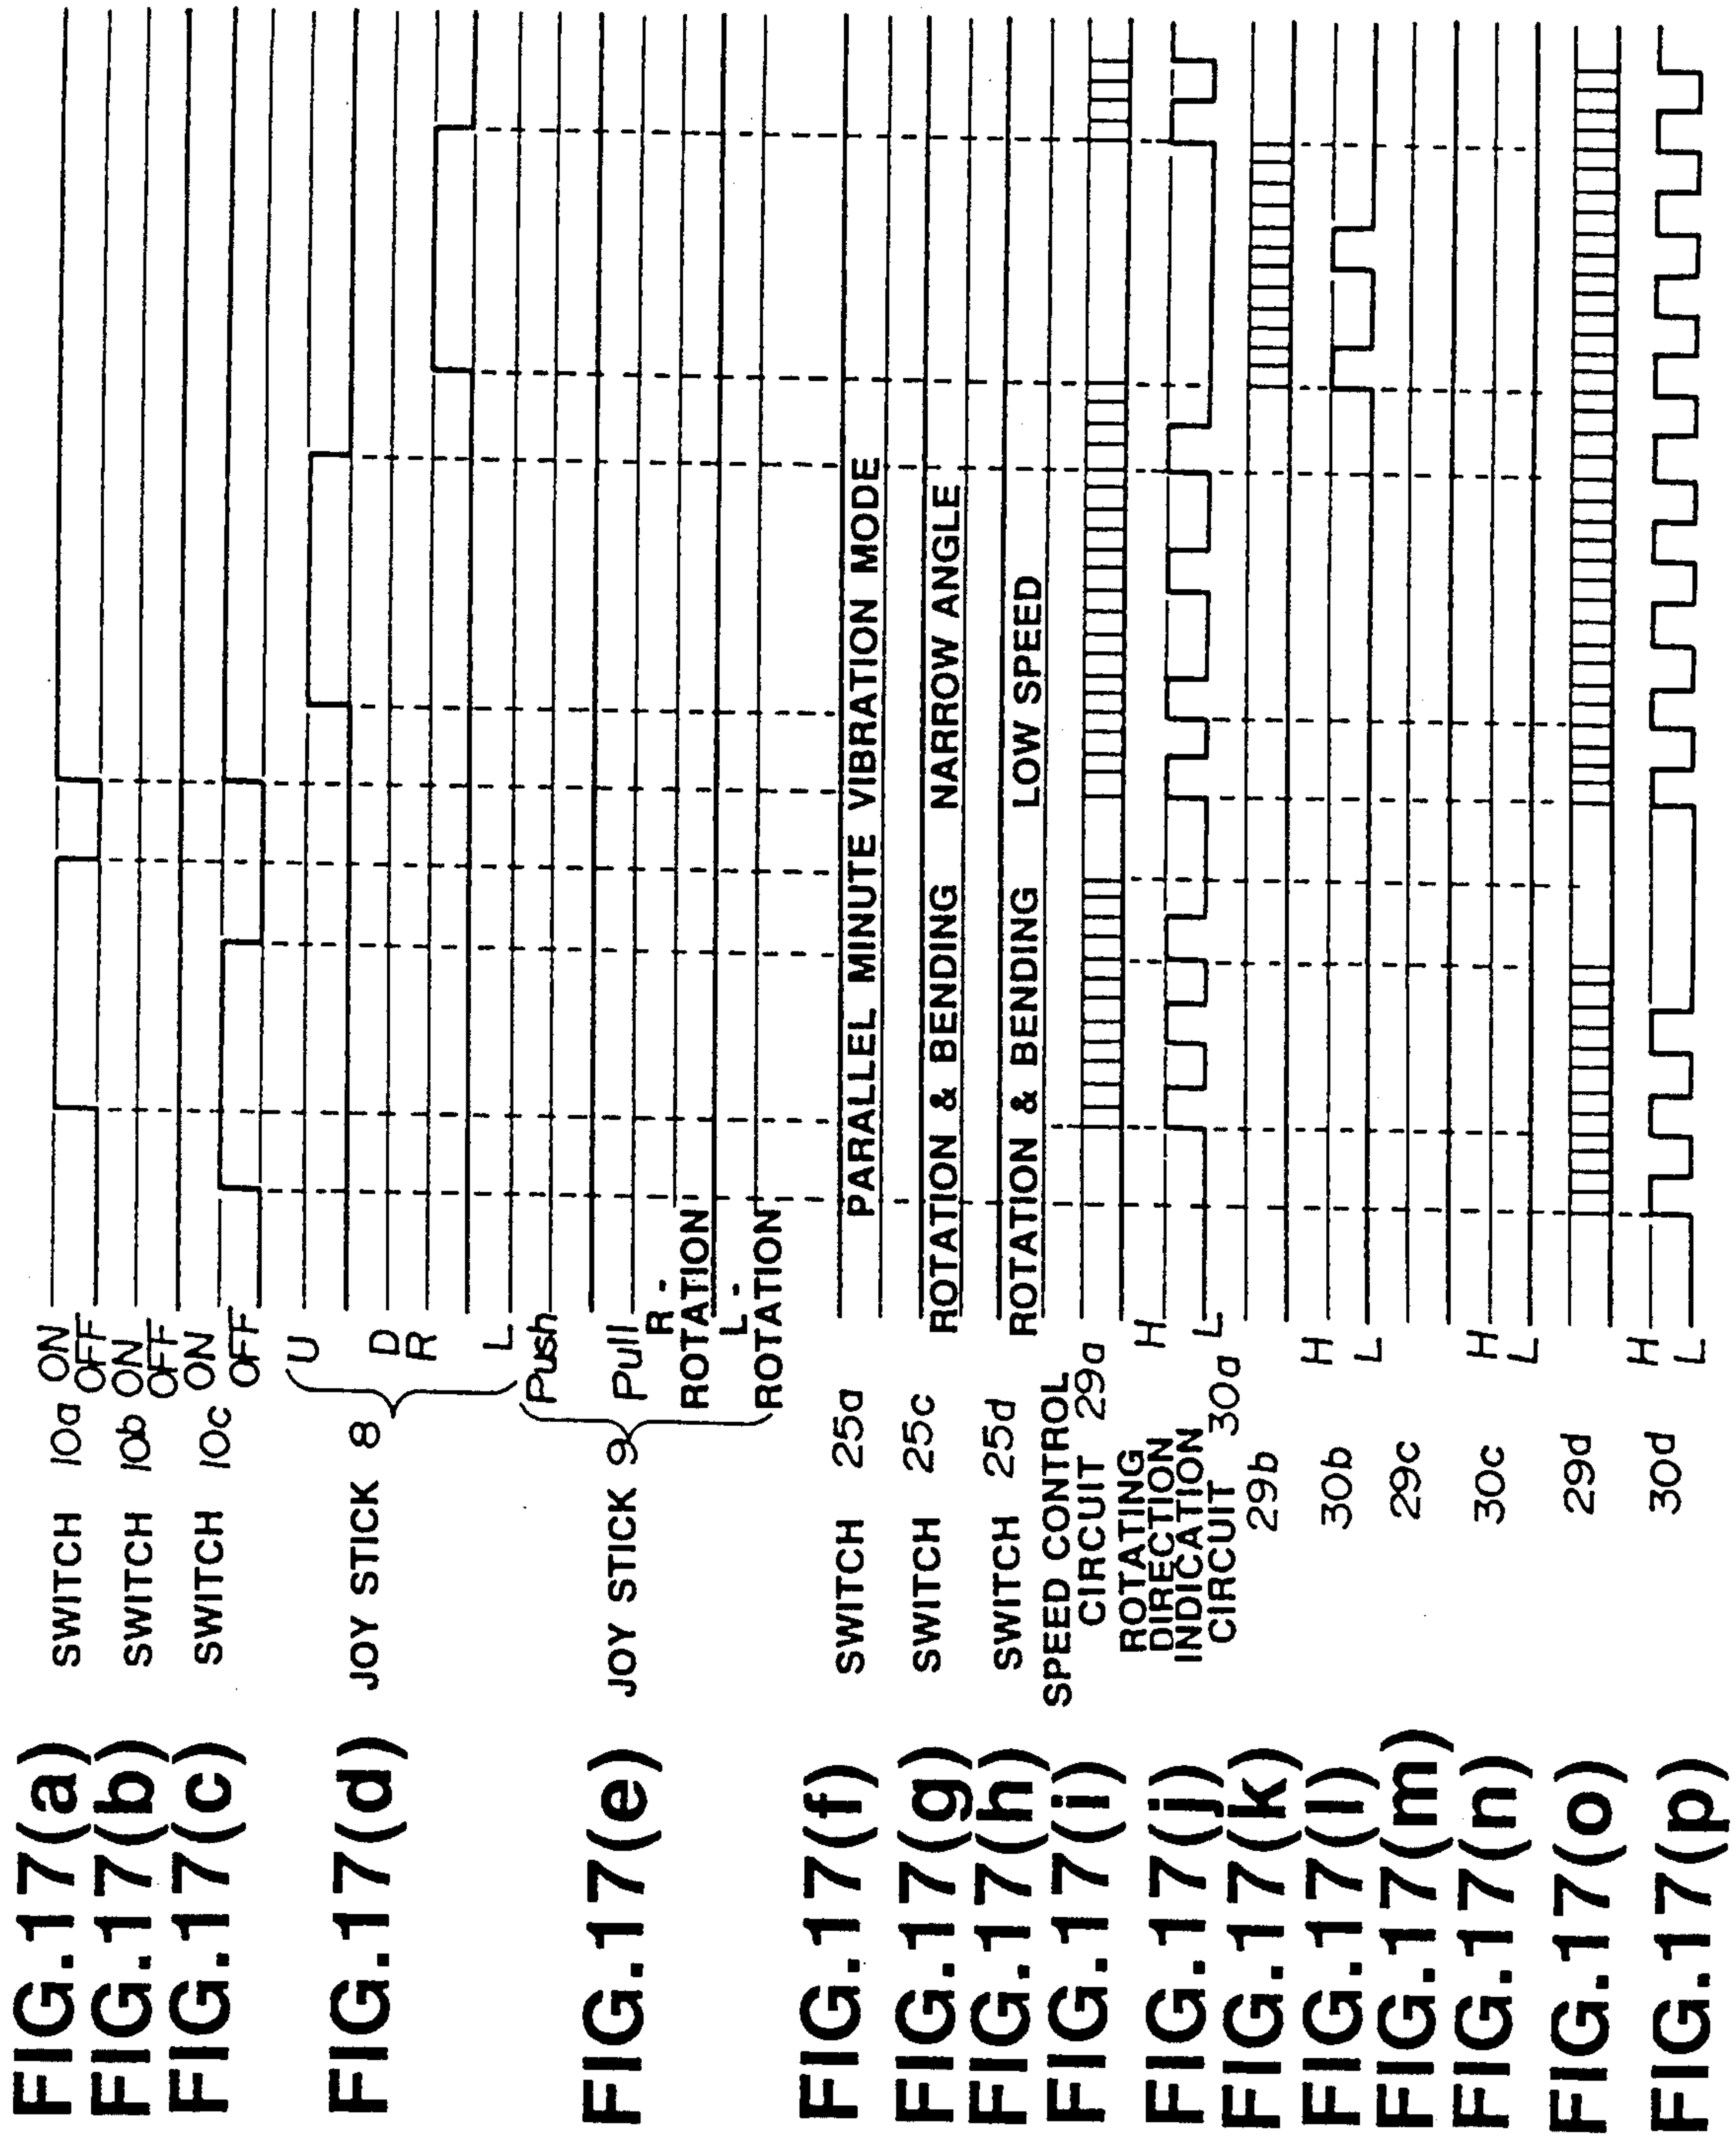 FIG.17(a) SWITCH 10a ON
OFF
FIG.17(b) SWITCH 10b ON
OFF
FIG.17(c) SWITCH 10c ON
OFF
FIG.17(d) JOY STICK 8 U
D
R
L
FIG.17(e) JOY STICK 9 Push
Pull
R-
ROTATION
L-
ROTATION
FIG.17(f) SWITCH 25a PARALLEL MINUTE VIBRATION MODE
FIG.17(g) SWITCH 25c ROTATION & BENDING NARROW ANGLE
FIG.17(h) SWITCH 25d ROTATION & BENDING LOW SPEED
FIG.17(i) SPEED CONTROL
CIRCUIT 29a
FIG.17(j) ROTATING
DIRECTION
INDICATION
CIRCUIT 30a H
L
FIG.17(k) 29b
FIG.17(l) 30b H
L
FIG.17(m) 29c
FIG.17(n) 30c H
L
FIG.17(o) 29d
FIG.17(p) 30d H
L